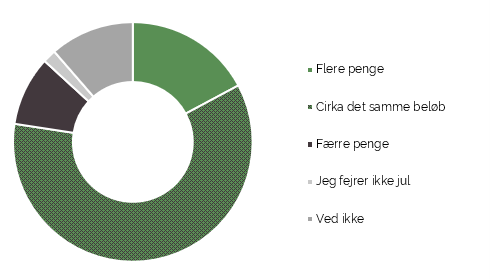 Flere penge
Cirka det samme beløb
Færre penge
Jeg fejrer ikke jul
Ved ikke